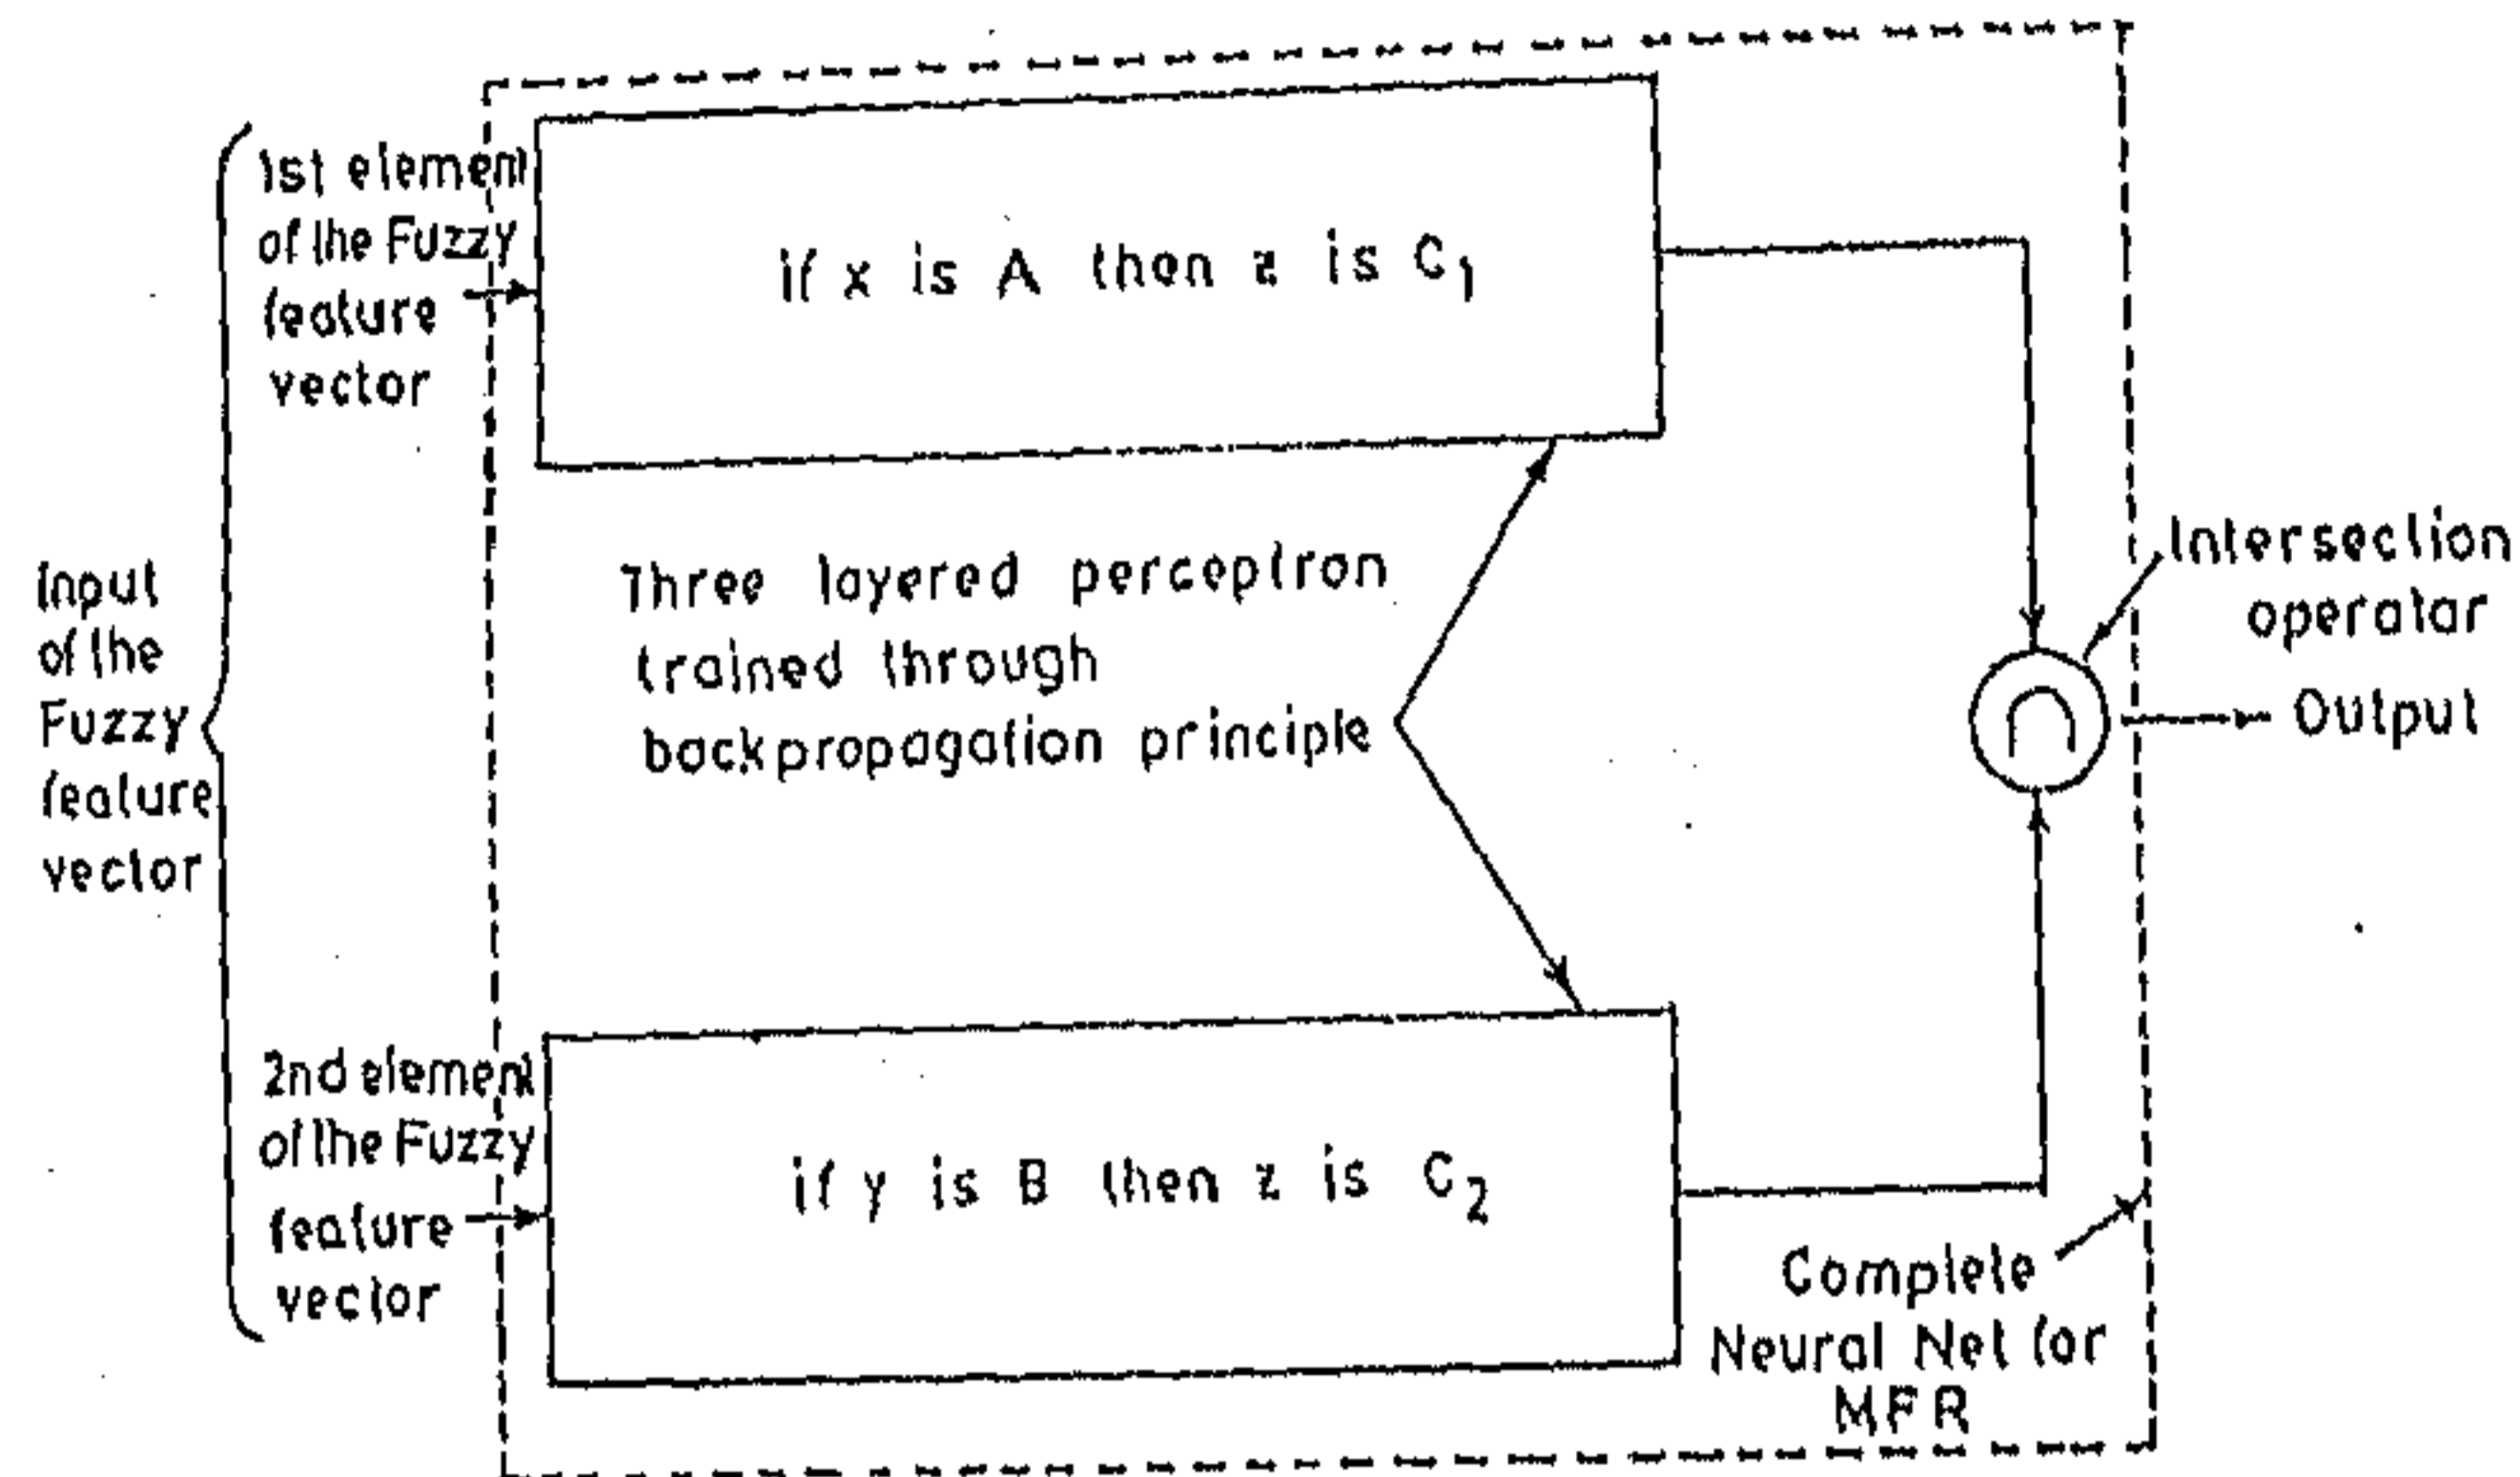 Input
of the
Fuzzy
feature
vector
1st element
of the Fuzzy
feature
vector
if x is A then z is C1
Three layered perceptron
trained through
backpropagation principle
Intersection
operator
∩
Output
2nd element
of the Fuzzy
feature
vector
if y is B then z is C2
Complete
Neural Net for
MFR